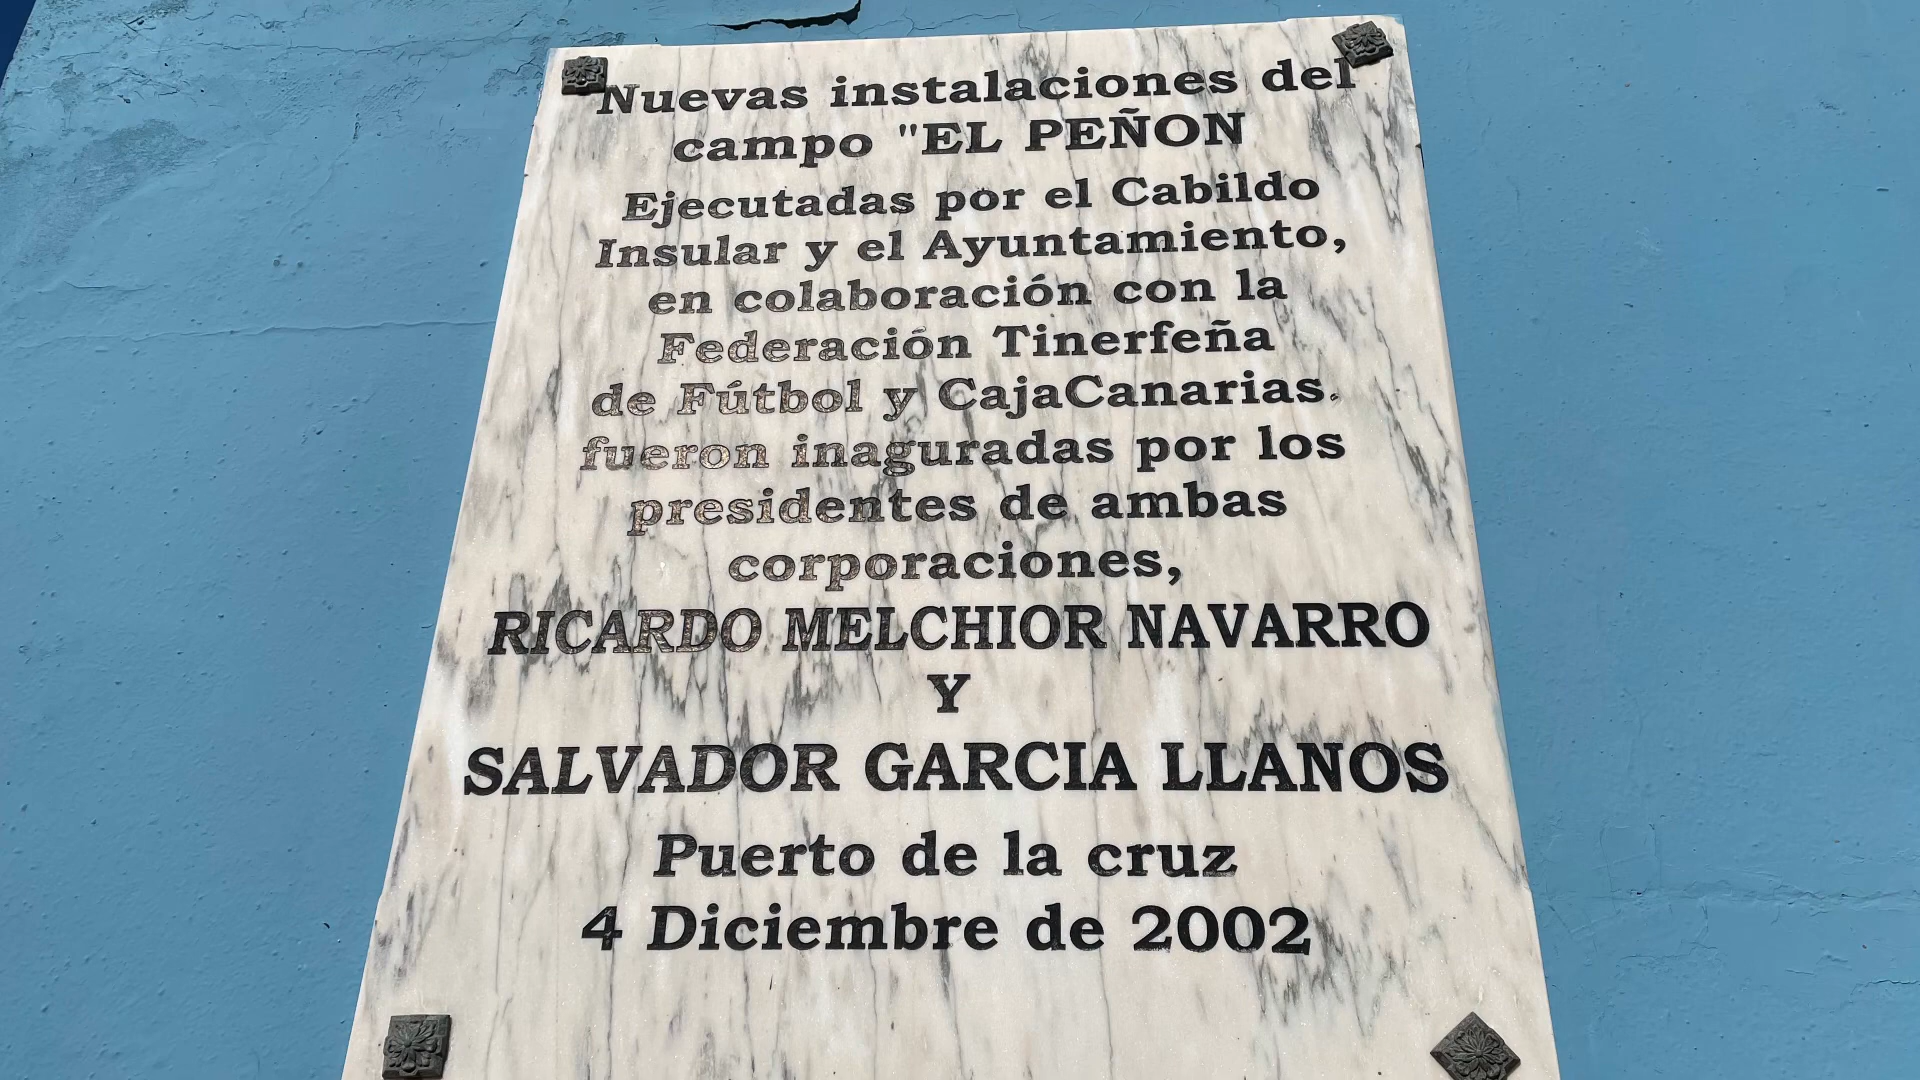 Nuevas instalaciones del
campo "EL PEÑON
Ejecutadas por el Cabildo
Insular y el Ayuntamiento,
en colaboración con la
Federación Tinerfeña
de Fútbol y CajaCanarias.
fueron inaguradas por los
presidentes de ambas
corporaciones,
RICARDO MELCHIOR NAVARRO
Y
SALVADOR GARCIA LLANOS
Puerto de la cruz
4 Diciembre de 2002